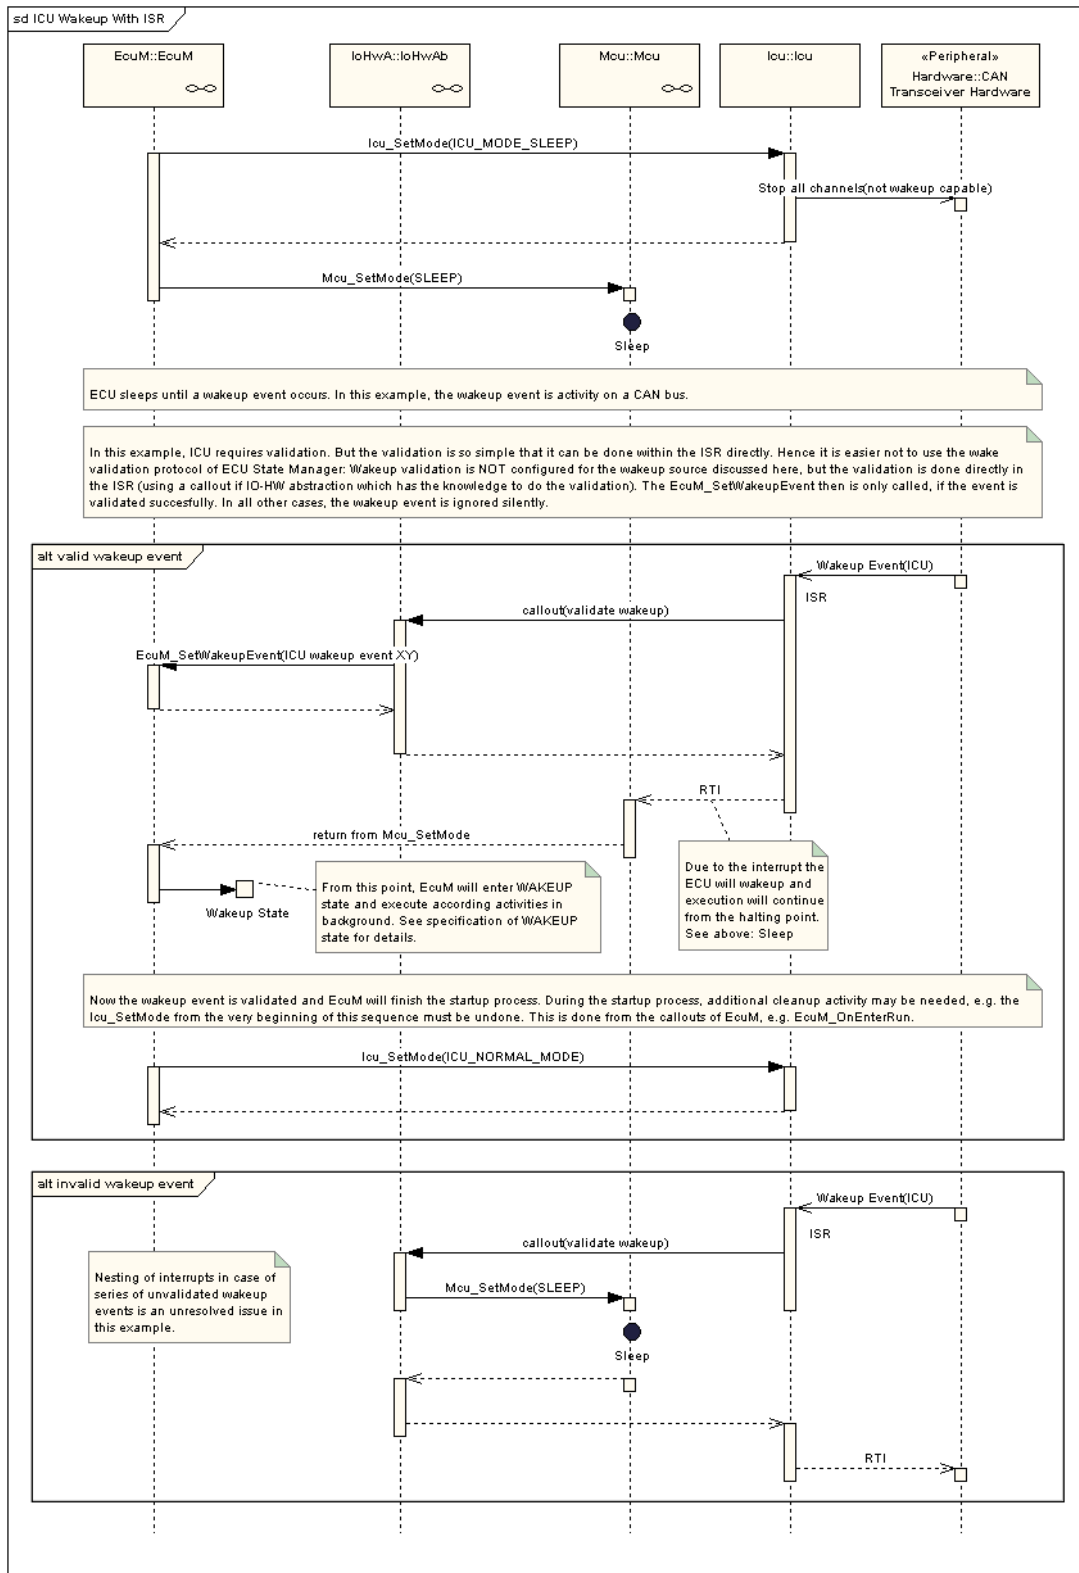 sd ICU Wakeup With ISR
EcuM::EcuM
IoHwA::IoHwAb
Mcu::Mcu
Icu::Icu
«Peripheral»
Hardware::CAN
Transceiver Hardware
Icu_SetMode(ICU_MODE_SLEEP)
Stop all channels(not wakeup capable)
Mcu_SetMode(SLEEP)
Sleep
ECU sleeps until a wakeup event occurs. In this example, the wakeup event is activity on a CAN bus.
In this example, ICU requires validation. But the validation is so simple that it can be done within the ISR directly. Hence it is easier not to use the wake
validation protocol of ECU State Manager: Wakeup validation is NOT configured for the wakeup source discussed here, but the validation is done directly in
the ISR (using a callout if IO-HW abstraction which has the knowledge to do the validation). The EcuM_SetWakeupEvent then is only called, if the event is
validated succesfully. In all other cases, the wakeup event is ignored silently.
alt valid wakeup event
Wakeup Event(ICU)
ISR
callout(validate wakeup)
EcuM_SetWakeupEvent(ICU wakeup event XY)
RTI
return from Mcu_SetMode
Wakeup State
From this point, EcuM will enter WAKEUP
state and execute according activities in
background. See specification of WAKEUP
state for details.
Due to the interrupt the
ECU will wakeup and
execution will continue
from the halting point.
See above: Sleep
Now the wakeup event is validated and EcuM will finish the startup process. During the startup process, additional cleanup activity may be needed, e.g. the
Icu_SetMode from the very beginning of this sequence must be undone. This is done from the callouts of EcuM, e.g. EcuM_OnEnterRun.
Icu_SetMode(ICU_NORMAL_MODE)
alt invalid wakeup event
Wakeup Event(ICU)
ISR
callout(validate wakeup)
Nesting of interrupts in case of
series of unvalidated wakeup
events is an unresolved issue in
this example.
Mcu_SetMode(SLEEP)
Sleep
RTI